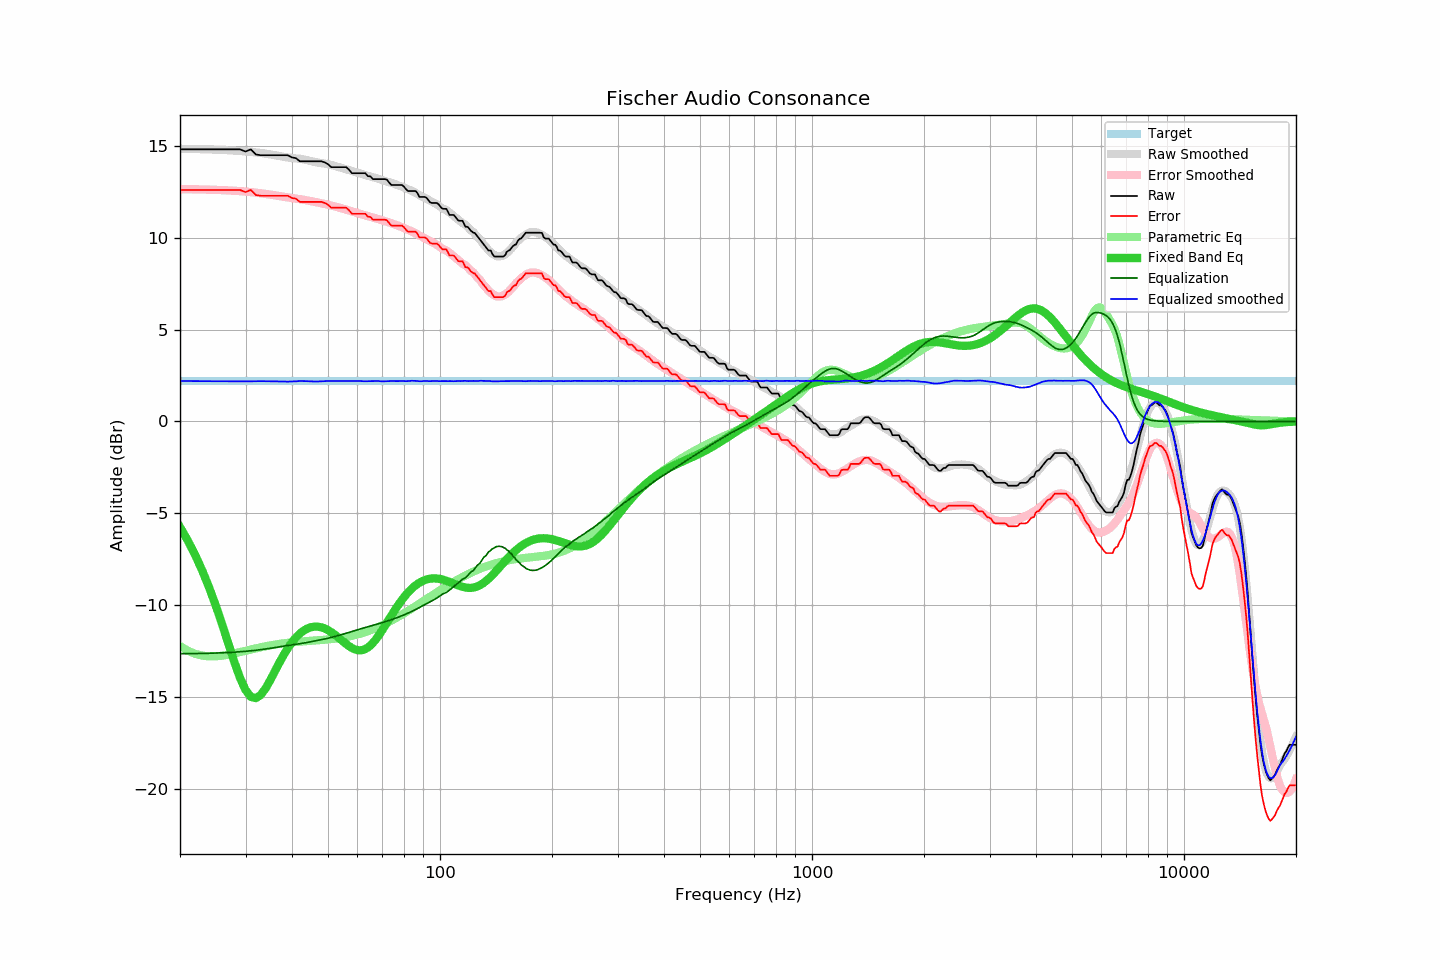 Fischer Audio Consonance
Target
Raw Smoothed
Error Smoothed
Raw
Error
Parametric Eq
Fixed Band Eq
Equalization
Equalized smoothed
15
10
5
0
−5
−10
−15
−20
Amplitude (dBr)
100
1000
10000
Frequency (Hz)